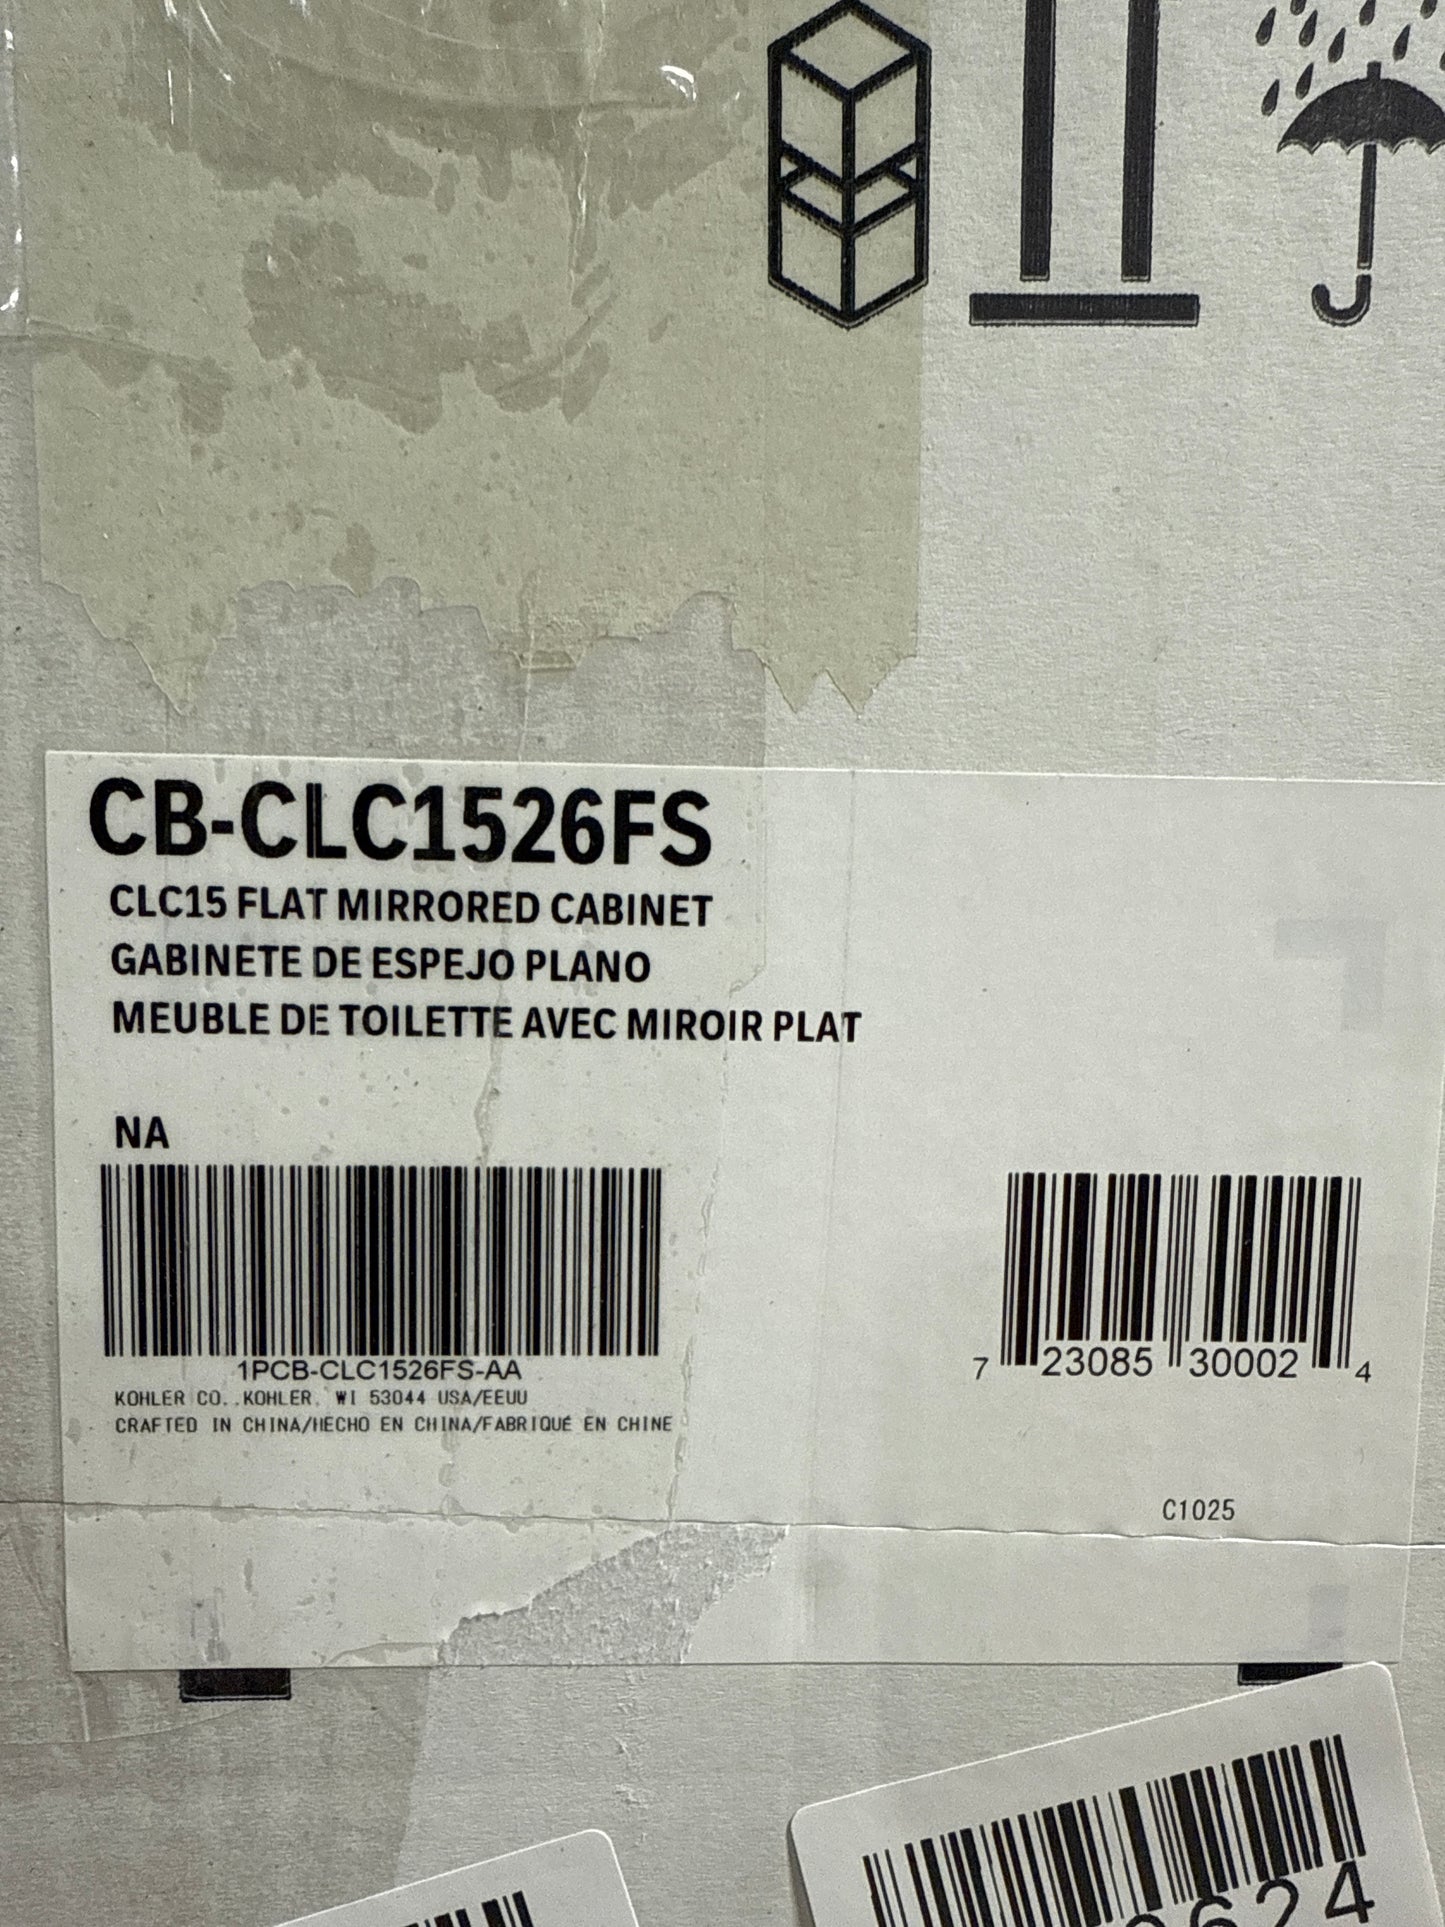 CB-CLC1526FS
CLC15 FLAT MIRRORED CABINET
GABINETE DE ESPEJO PLANO
MEUBLE DE TOILETTE AVEC MIROIR PLAT
NA
1PCB-CLC1526FS-AA
7 23085 30002 4
KOHLER CO., KOHLER, WI 53044 USA/EEUU
CRAFTED IN CHINA/HECHO EN CHINA/FABRIQUÉ EN CHINE
C1025
624